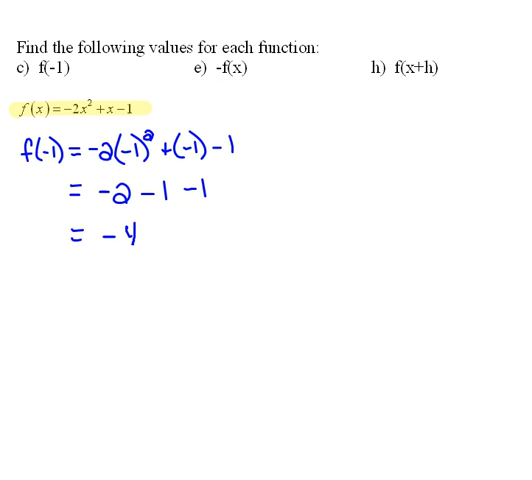 Find the following values for each function:
c) f(-1) e) -f(x) h) f(x+h)
f(x)=−2x²+x−1
f(-1) = -2(-1)² +(-1) - 1
= -2 - 1 - 1
= - 4